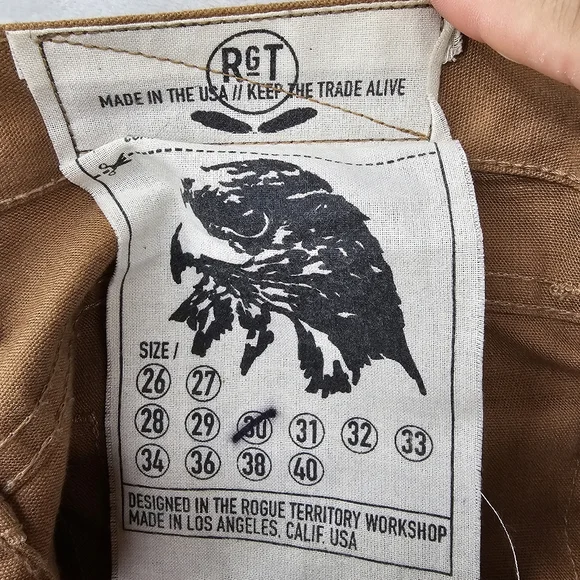 RGT
MADE IN THE USA // KEEP THE TRADE ALIVE
SIZE /
26 27
28 29 30 31 32 33
34 36 38 40
DESIGNED IN THE ROGUE TERRITORY WORKSHOP
MADE IN LOS ANGELES, CALIF. USA